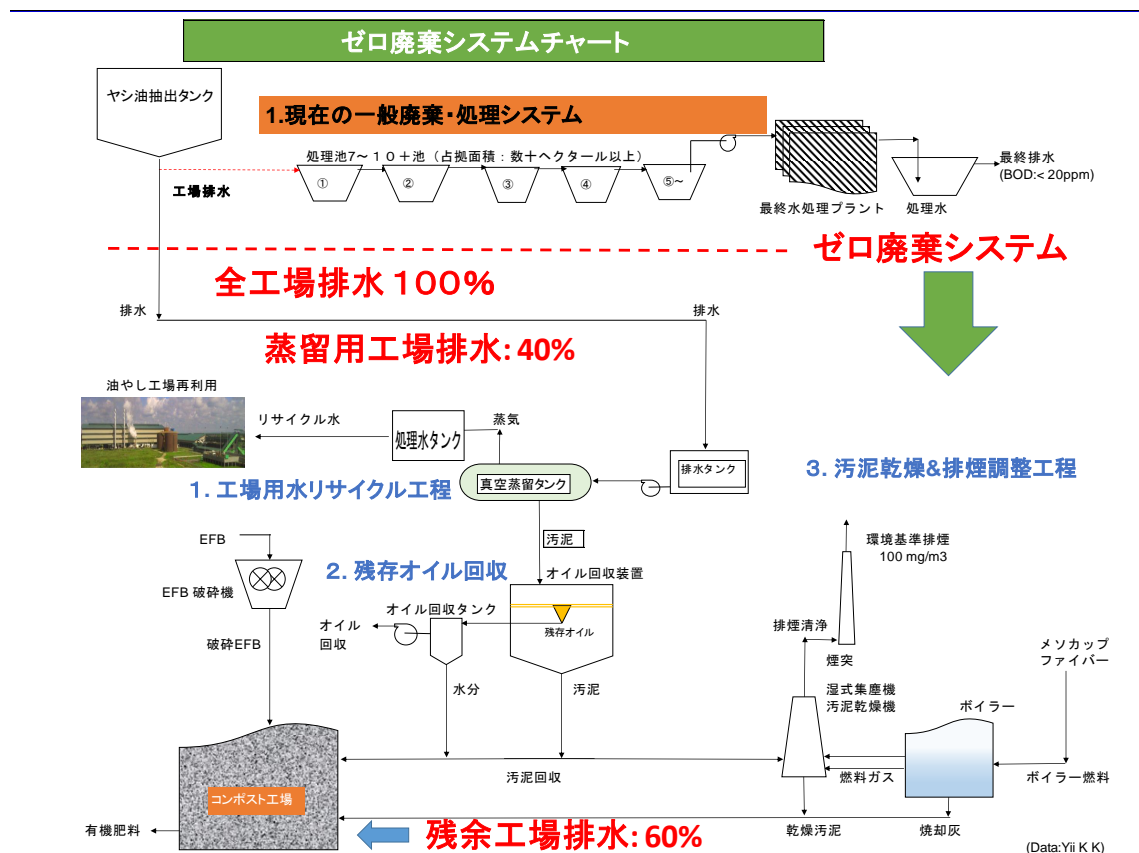 ゼロ廃棄システムチャート
ヤシ油抽出タンク
1.現在の一般廃棄・処理システム
処理池7～１０＋池（占拠面積：数十ヘクタール以上）
①
②
③
④
⑤～
最終排水
(BOD:< 20ppm)
工場排水
最終水処理プラント
処理水
ゼロ廃棄システム
全工場排水 １００％
排水
排水
蒸留用工場排水: 40%
油やし工場再利用
リサイクル水
処理水タンク
蒸気
排水タンク
真空蒸留タンク
1. 工場用水リサイクル工程
3. 汚泥乾燥&排煙調整工程
EFB
汚泥
環境基準排煙
100 mg/m3
2. 残存オイル回収
オイル回収装置
EFB 破砕機
オイル回収タンク
オイル
回収
残存オイル
排煙清浄
破砕EFB
煙突
メソカップ
ファイバー
水分
汚泥
湿式集塵機
汚泥乾燥機
ボイラー
汚泥回収
燃料ガス
ボイラー燃料
コンポスト工場
有機肥料
残余工場排水: 60%
乾燥汚泥
焼却灰
(Data:Yii K K)